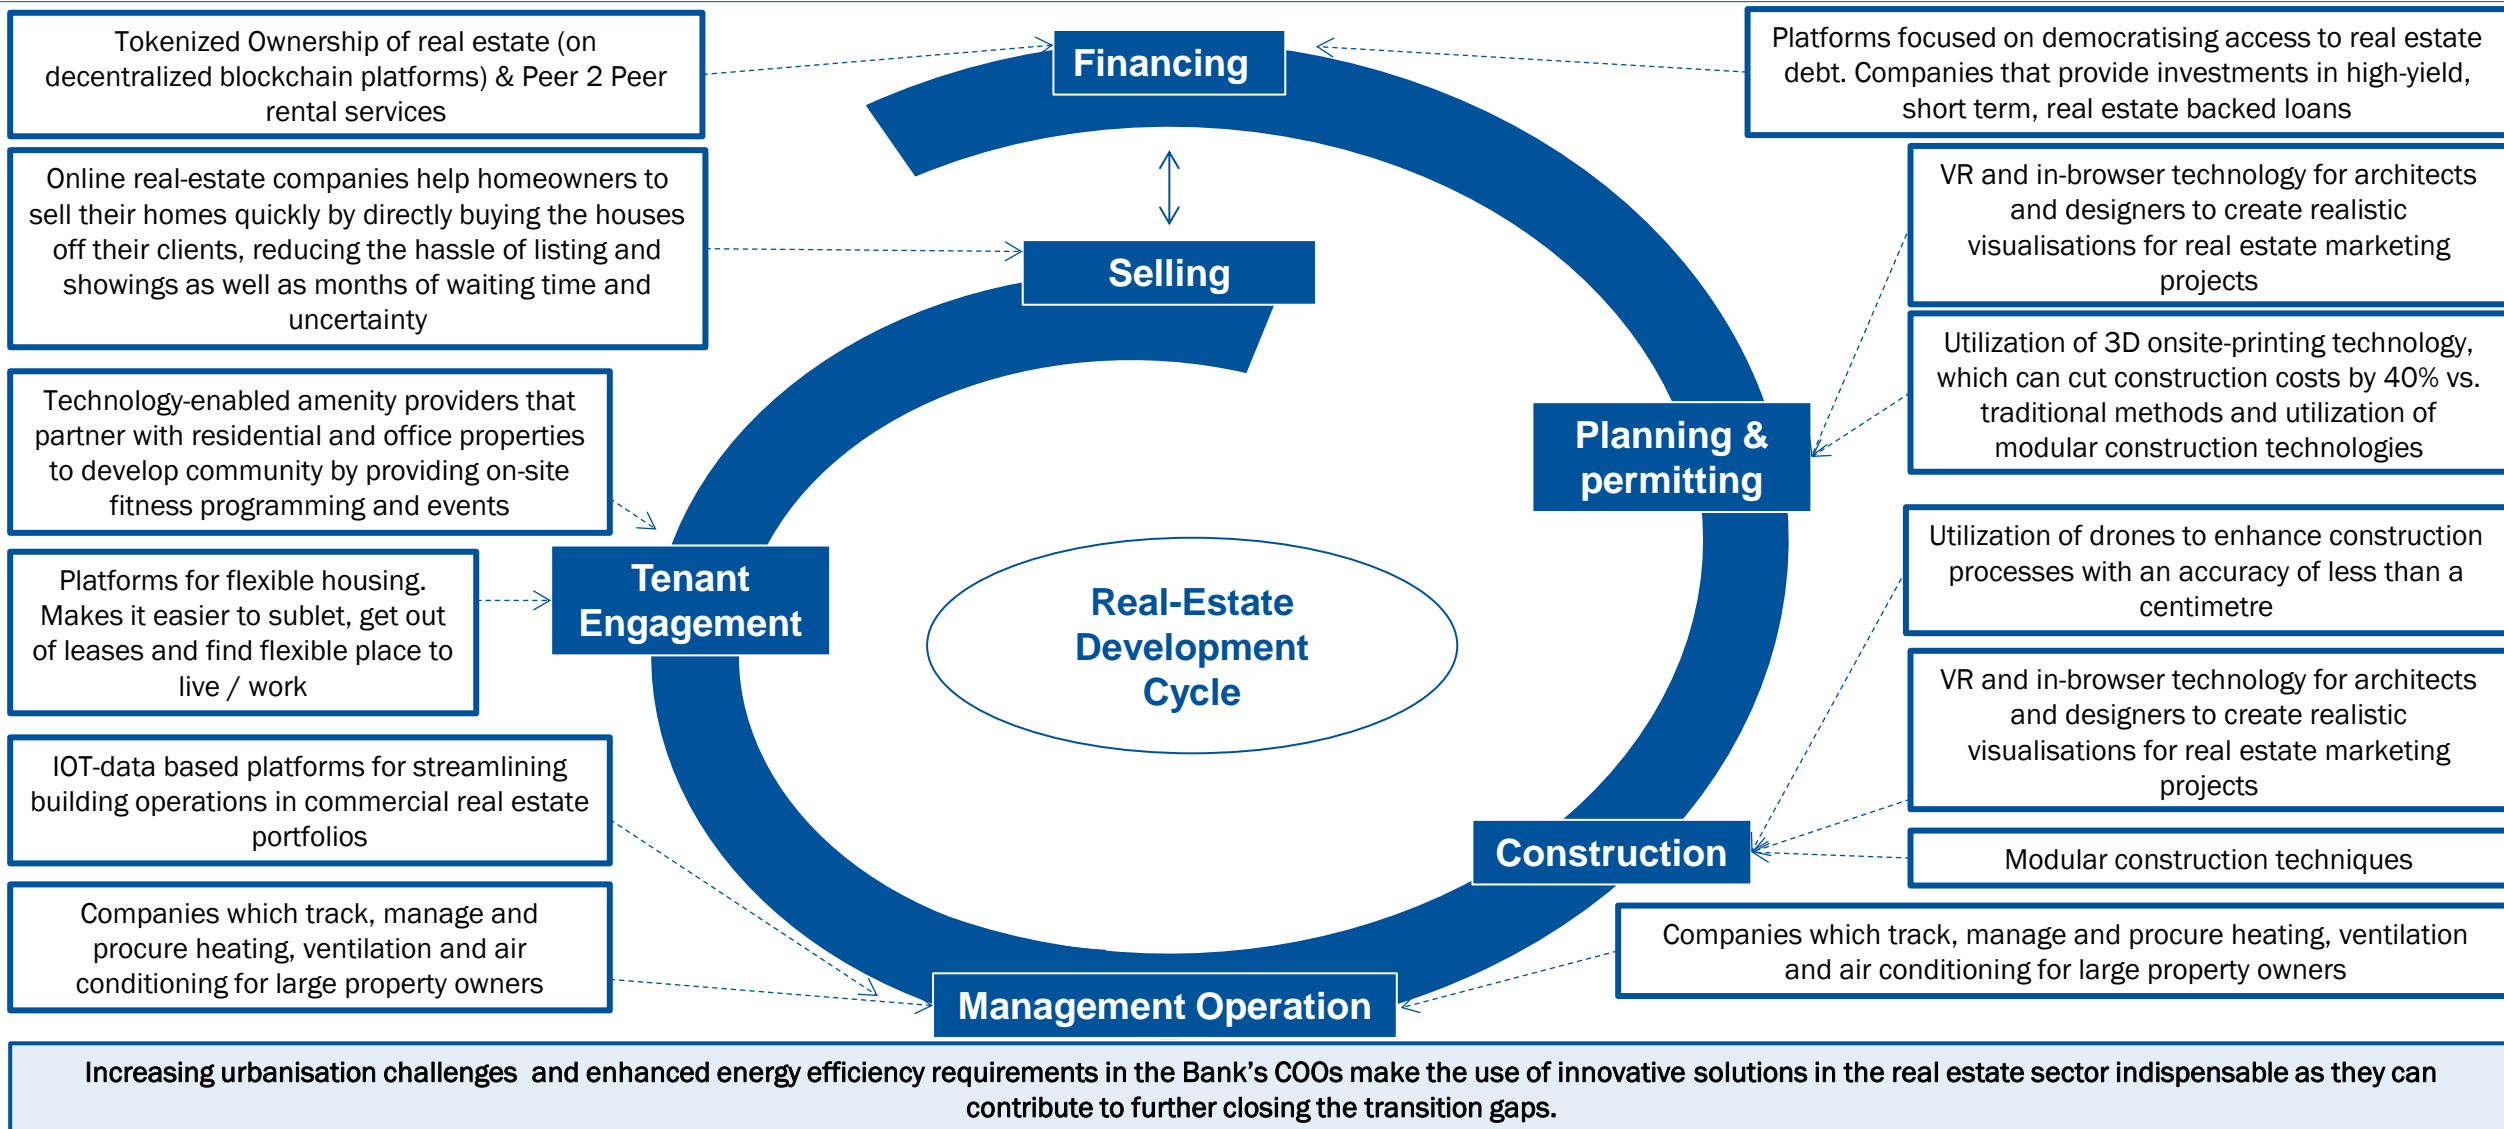 Tokenized Ownership of real estate (on
decentralized blockchain platforms) & Peer 2 Peer
rental services
Financing
Platforms focused on democratising access to real estate
debt. Companies that provide investments in high-yield,
short term, real estate backed loans
Online real-estate companies help homeowners to
sell their homes quickly by directly buying the houses
off their clients, reducing the hassle of listing and
showings as well as months of waiting time and
uncertainty
Selling
VR and in-browser technology for architects
and designers to create realistic
visualisations for real estate marketing
projects
Utilization of 3D onsite-printing technology,
which can cut construction costs by 40% vs.
traditional methods and utilization of
modular construction technologies
Technology-enabled amenity providers that
partner with residential and office properties
to develop community by providing on-site
fitness programming and events
Planning &
permitting
Utilization of drones to enhance construction
processes with an accuracy of less than a
centimetre
Platforms for flexible housing.
Makes it easier to sublet, get out
of leases and find flexible place to
live / work
Tenant
Engagement
Real-Estate
Development
Cycle
VR and in-browser technology for architects
and designers to create realistic
visualisations for real estate marketing
projects
IOT-data based platforms for streamlining
building operations in commercial real estate
portfolios
Construction
Modular construction techniques
Companies which track, manage and
procure heating, ventilation and air
conditioning for large property owners
Management Operation
Companies which track, manage and procure heating, ventilation
and air conditioning for large property owners
Increasing urbanisation challenges  and enhanced energy efficiency requirements in the Bank's COOs make the use of innovative solutions in the real estate sector indispensable as they can
contribute to further closing the transition gaps.